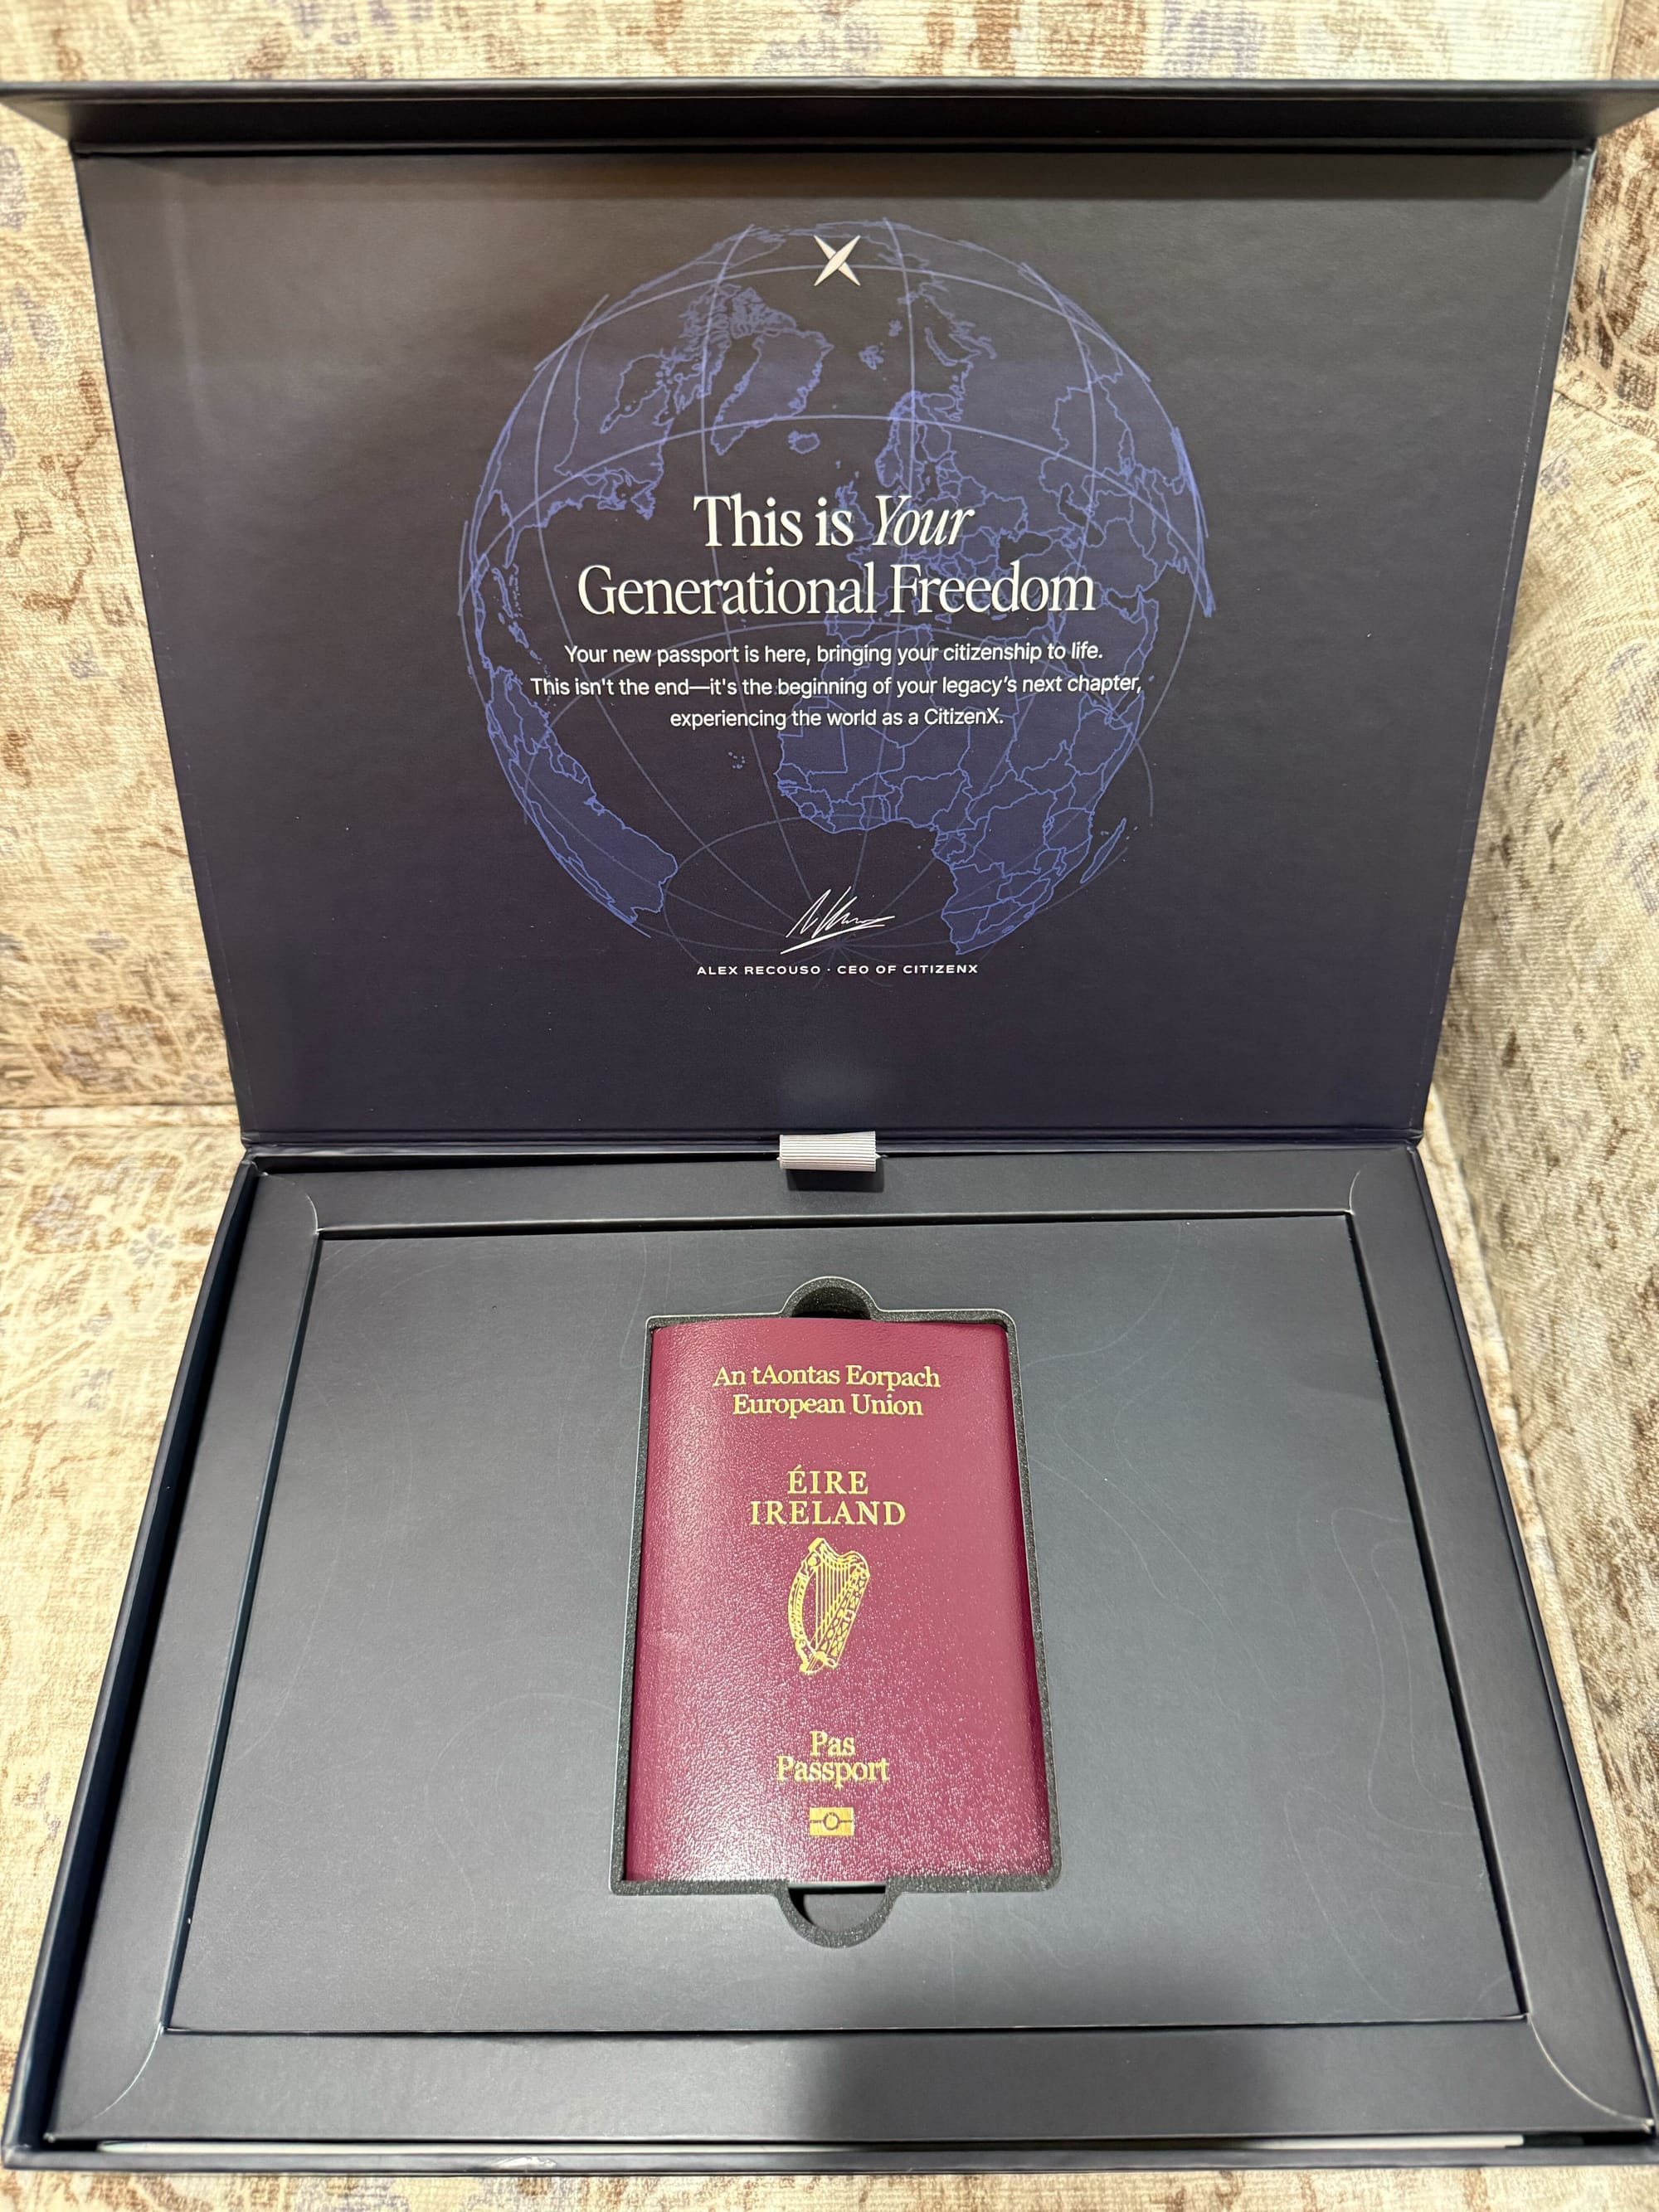 This is Your
Generational Freedom
Your new passport is here, bringing your citizenship to life.
This isn't the end—it's the beginning of your legacy’s next chapter,
experiencing the world as a CitizenX.
ALEX RECOUSO · CEO OF CITIZENX
An tAontas Eorpach
European Union
ÉIRE
IRELAND
Pas
Passport